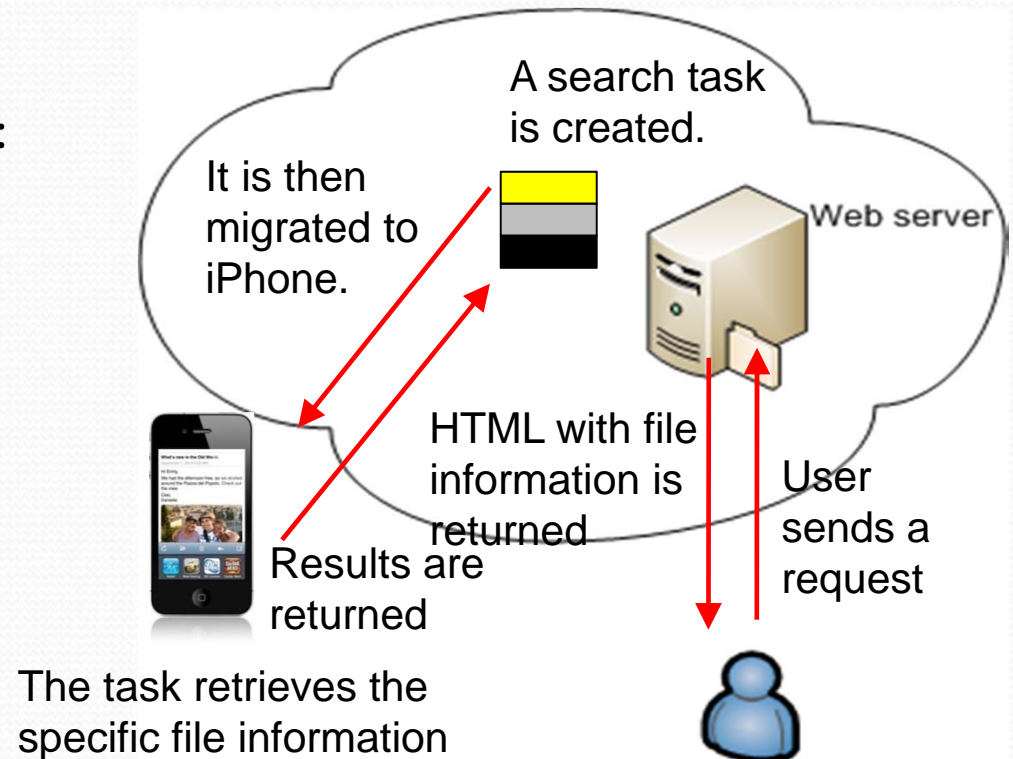 :
A search task
is created.
It is then
migrated to
iPhone.
Web server
HTML with file
information is
returned
User
sends a
request
Results are
returned
The task retrieves the
specific file information